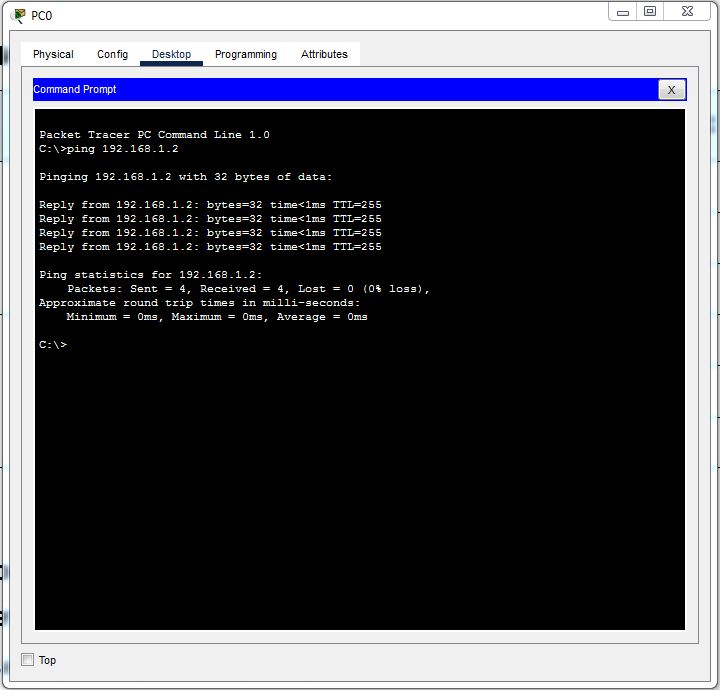 PC0
Physical Config Desktop Programming Attributes
Command Prompt
X
Packet Tracer PC Command Line 1.0
C:\>ping 192.168.1.2
Pinging 192.168.1.2 with 32 bytes of data:
Reply from 192.168.1.2: bytes=32 time<1ms TTL=255
Reply from 192.168.1.2: bytes=32 time<1ms TTL=255
Reply from 192.168.1.2: bytes=32 time<1ms TTL=255
Reply from 192.168.1.2: bytes=32 time<1ms TTL=255
Ping statistics for 192.168.1.2:
Packets: Sent = 4, Received = 4, Lost = 0 (0% loss),
Approximate round trip times in milli-seconds:
Minimum = 0ms, Maximum = 0ms, Average = 0ms
C:\>
Top